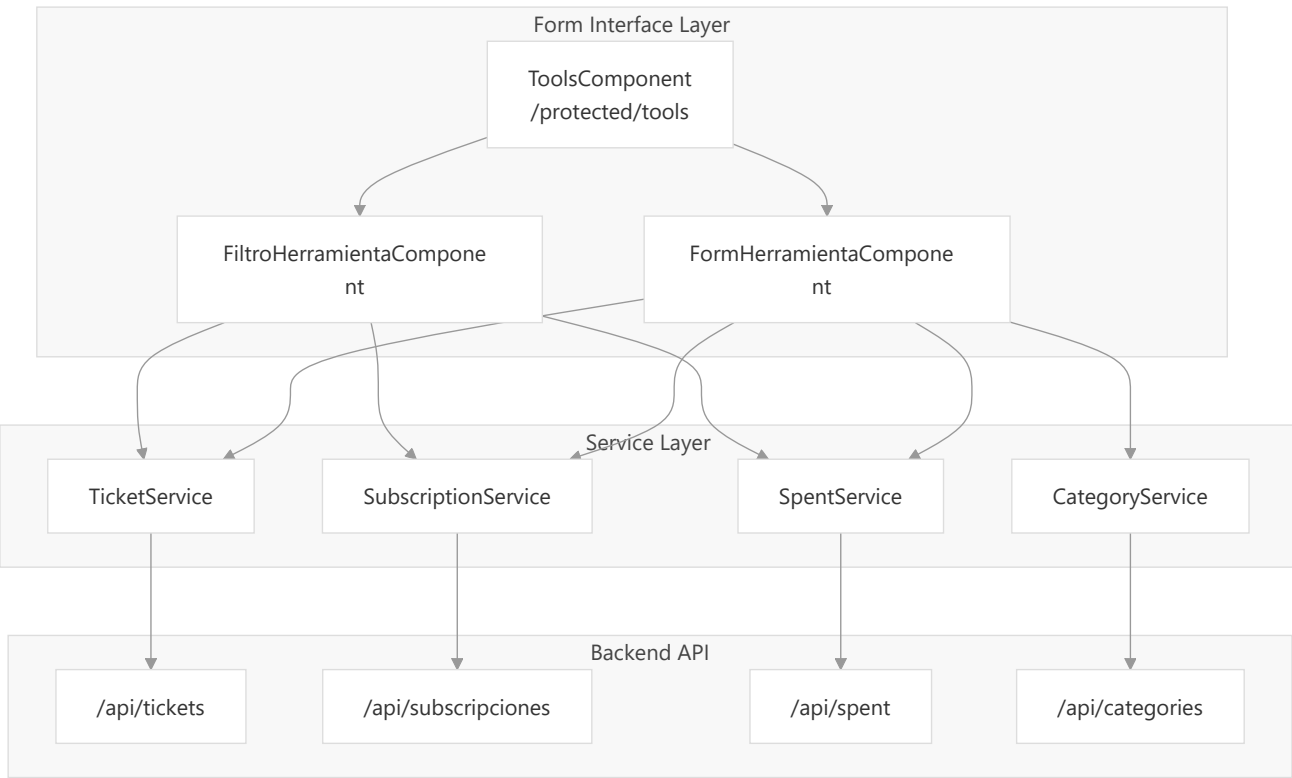 Form Interface Layer
ToolsComponent
/protected/tools
FiltroHerramientaCompone
nt
FormHerramientaCompone
nt
Service Layer
TicketService
SubscriptionService
SpentService
CategoryService
Backend API
/api/tickets
/api/subscripciones
/api/spent
/api/categories